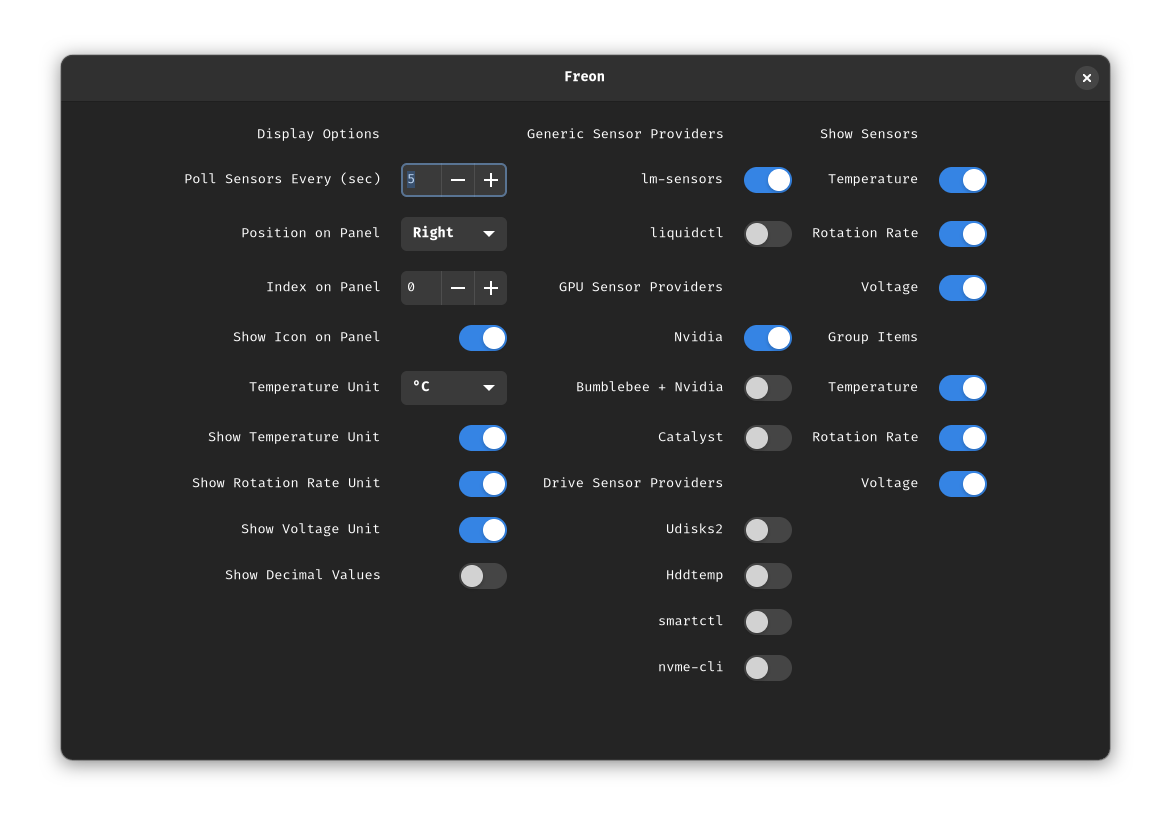 Freon
Display Options
Poll Sensors Every (sec) 5
Position on Panel Right
Index on Panel 0
Show Icon on Panel
Temperature Unit °C
Show Temperature Unit
Show Rotation Rate Unit
Show Voltage Unit
Show Decimal Values
Generic Sensor Providers
lm-sensors
liquidctl
GPU Sensor Providers
Nvidia
Bumblebee + Nvidia
Catalyst
Drive Sensor Providers
Udisks2
Hddtemp
smartctl
nvme-cli
Show Sensors
Temperature
Rotation Rate
Voltage
Group Items
Temperature
Rotation Rate
Voltage